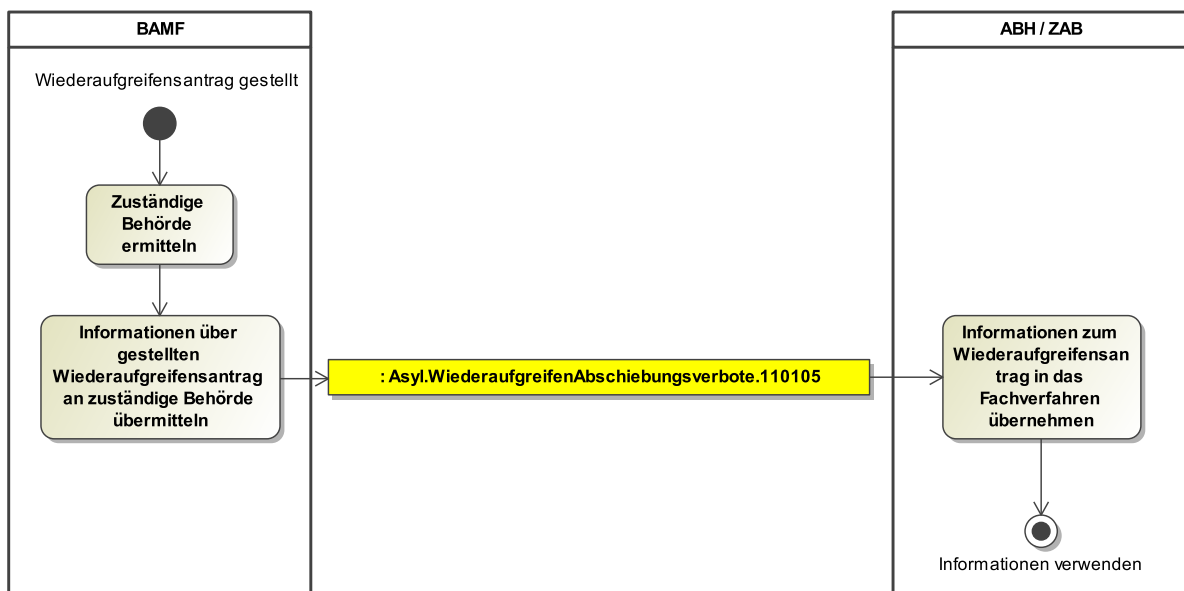 BAMF
ABH / ZAB
Wiederaufgreifensantrag gestellt
Zuständige
Behörde
ermitteln
Informationen über
gestellten
Wiederaufgreifensantrag
an zuständige Behörde
übermitteln
: Asyl.WiederaufgreifenAbschiebungsverbote.110105
Informationen zum
Wiederaufgreifensan
trag in das
Fachverfahren
übernehmen
Informationen verwenden